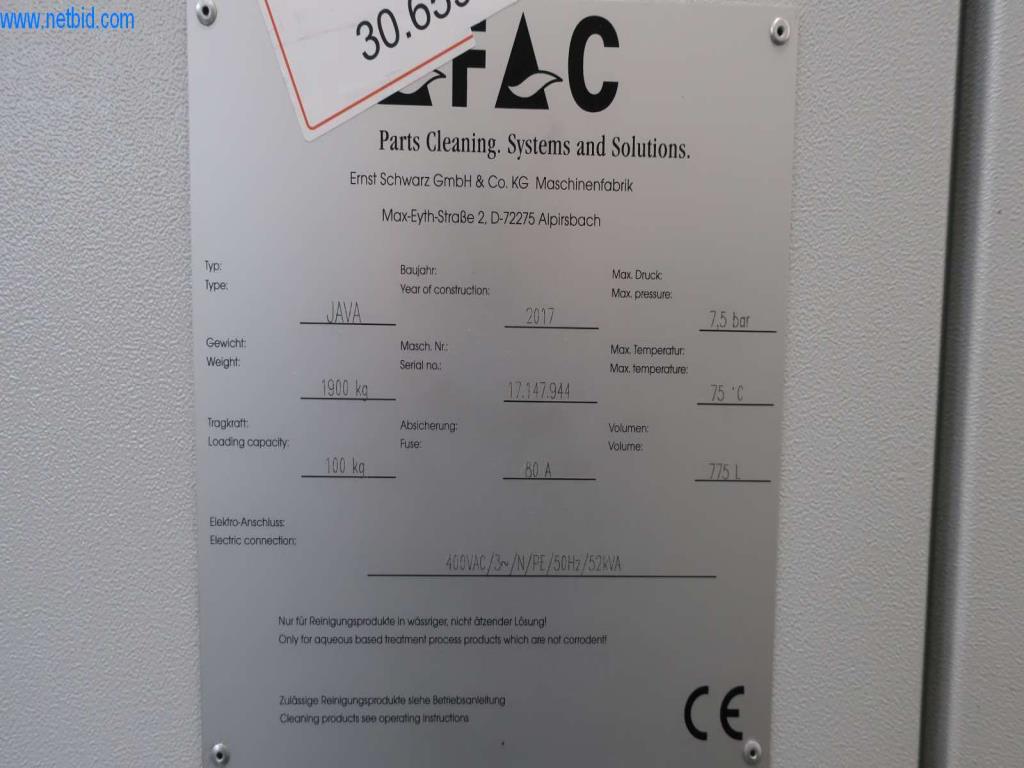 www.netbid.com
30.65
Parts Cleaning. Systems and Solutions.
Ernst Schwarz GmbH & Co. KG Maschinenfabrik
Max-Eyth-Straße 2, D-72275 Alpirsbach
Typ:
Type:
JAVA
Baujahr:
Year of construction:
2017
Max. Druck:
Max. pressure:
7,5 bar
Gewicht:
Weight:
1900 kg
Masch. Nr.:
Serial no.:
17.147.944
Max. Temperatur:
Max. temperature:
75 °C
Tragkraft:
Loading capacity:
100 kg
Absicherung:
Fuse:
80 A
Volumen:
Volume:
775 L
Elektro-Anschluss:
Electric connection:
400VAC/3~/N/PE/50Hz/52kVA
Nur für Reinigungsprodukte in wässriger, nicht ätzender Lösung!
Only for aqueous based treatment process products which are not corrodent!
Zulässige Reinigungsprodukte siehe Betriebsanleitung
Cleaning products see operating instructions
CE